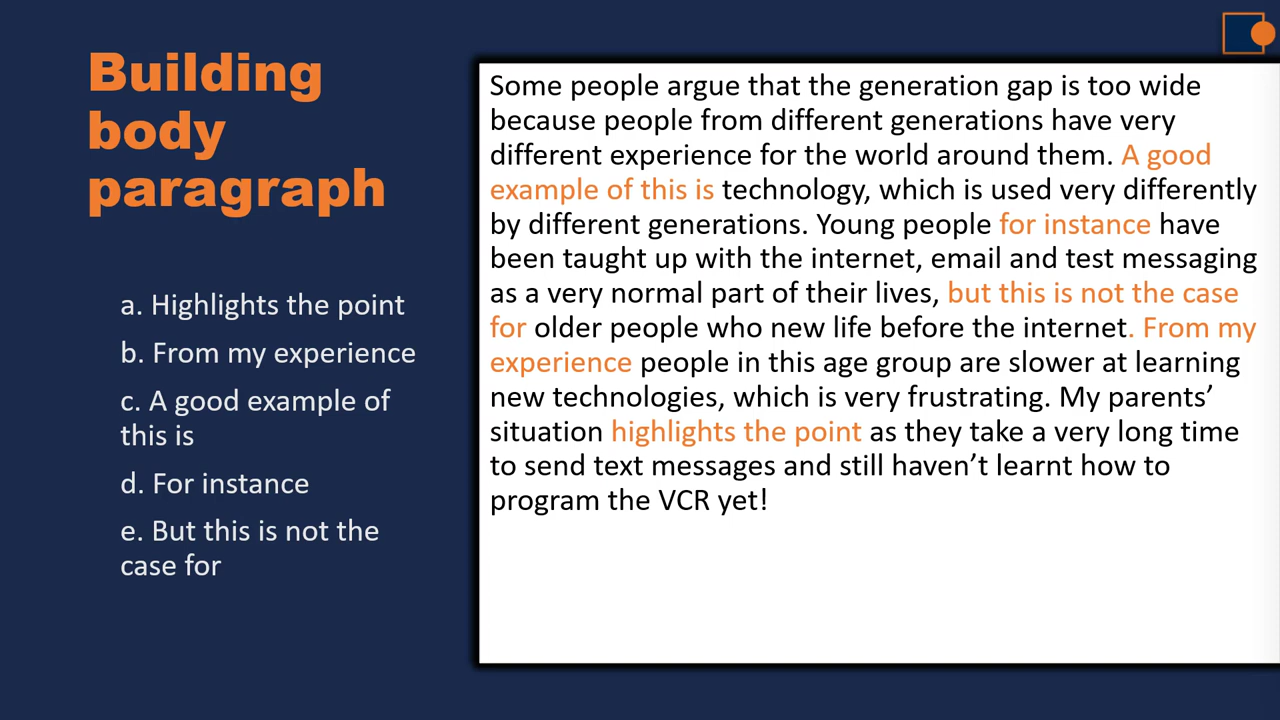 Building
body
paragraph
a. Highlights the point
b. From my experience
c. A good example of
this is
d. For instance
e. But this is not the
case for
Some people argue that the generation gap is too wide
because people from different generations have very
different experience for the world around them. A good
example of this is technology, which is used very differently
by different generations. Young people for instance have
been taught up with the internet, email and test messaging
as a very normal part of their lives, but this is not the case
for older people who new life before the internet. From my
experience people in this age group are slower at learning
new technologies, which is very frustrating. My parents’
situation highlights the point as they take a very long time
to send text messages and still haven’t learnt how to
program the VCR yet!